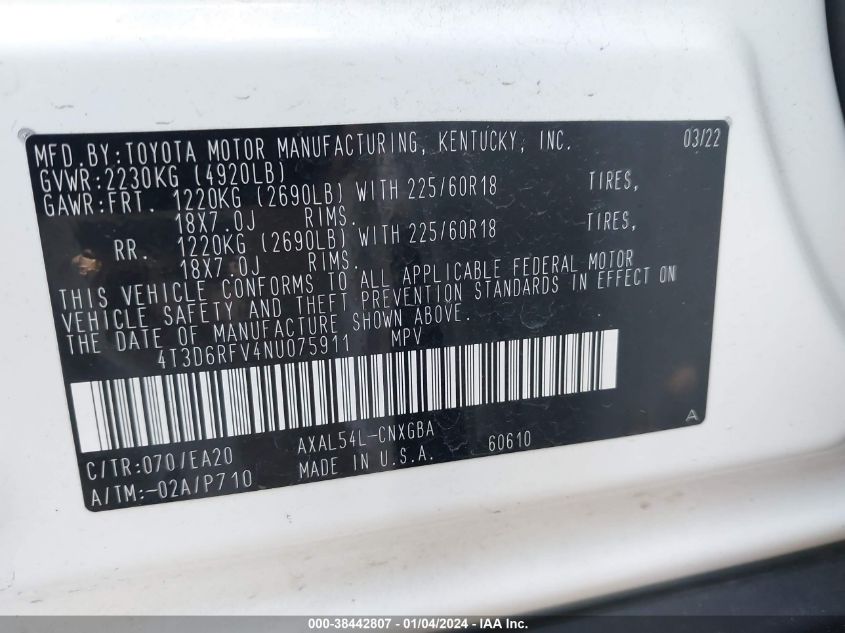 MFD.BY:TOYOTA MOTOR MANUFACTURING, KENTUCKY, INC. 03/22
GVWR:2230KG (4920LB)
GAWR:FRT. 1220KG (2690LB) WITH 225/60R18 TIRES,
18X7.0J RIMS.
RR. 1220KG (2690LB) WITH 225/60R18 TIRES,
18X7.0J RIMS.
THIS VEHICLE CONFORMS TO ALL APPLICABLE FEDERAL MOTOR
VEHICLE SAFETY AND THEFT PREVENTION STANDARDS IN EFFECT ON
THE DATE OF MANUFACTURE SHOWN ABOVE.
4T3D6RFV4NU075911 MPV
C/TR:070/EA20 AXAL54L-CNXGBA A
A/TM:-02A/P710 MADE IN U.S.A. 60610
000-38442807 - 01/04/2024 - IAA Inc.